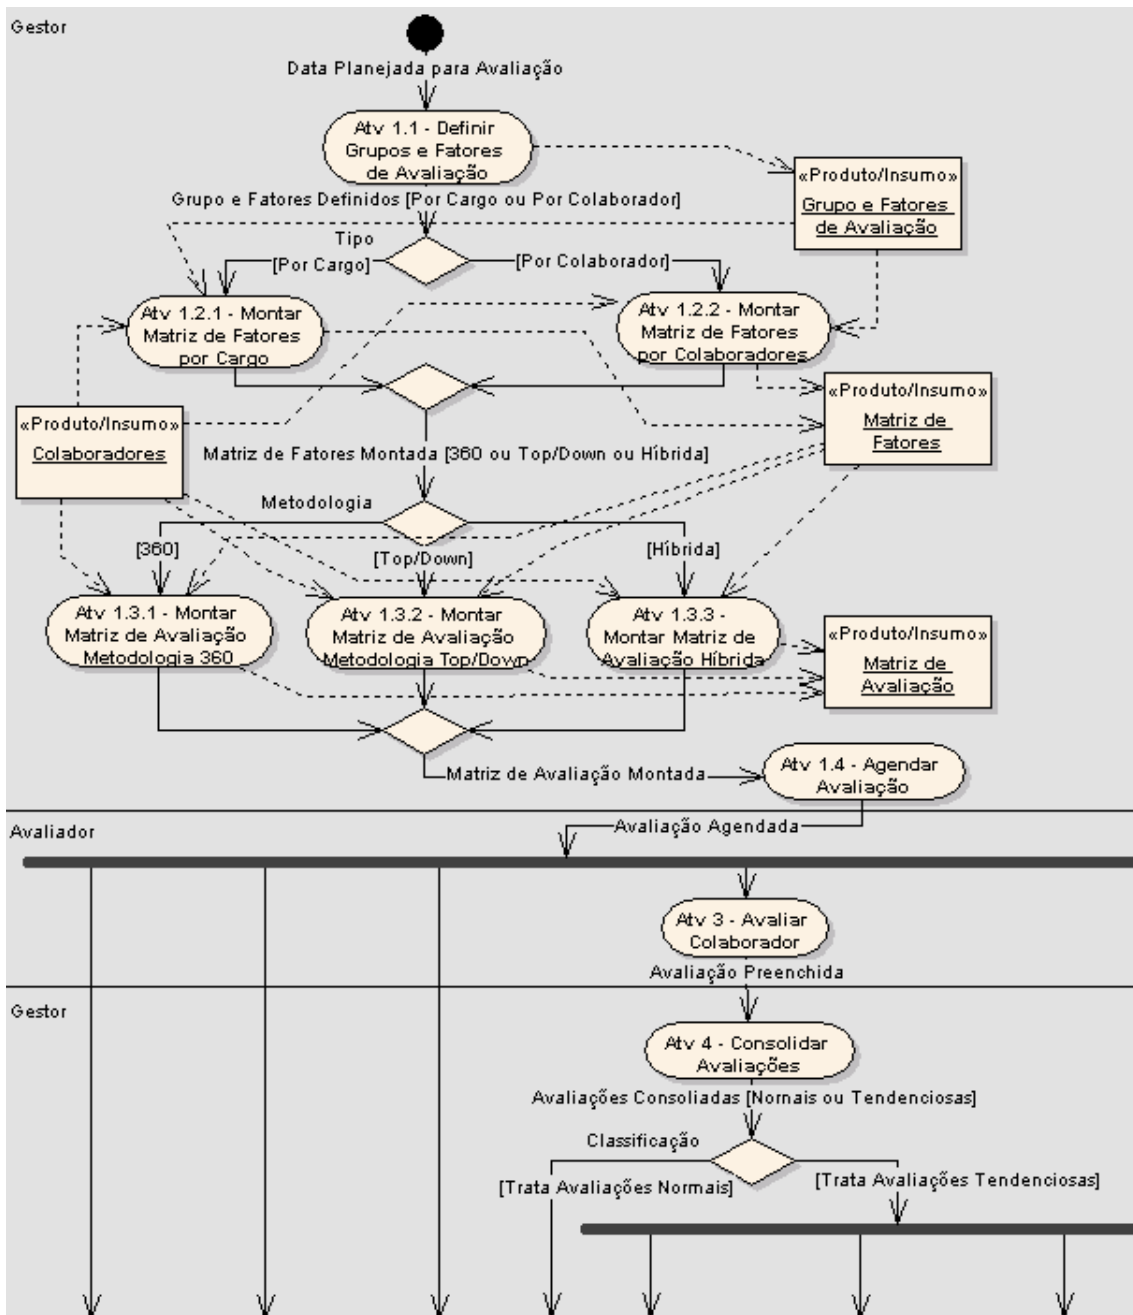 Gestor
Data Planejada para Avaliação
Atv 1.1 - Definir
Grupos e Fatores
de Avaliação
«Produto/Insumo»
Grupo e Fatores
de Avaliação
Grupo e Fatores Definidos [Por Cargo ou Por Colaborador]
Tipo
[Por Cargo]
[Por Colaborador]
Atv 1.2.1 - Montar
Matriz de Fatores
por Cargo
Atv 1.2.2 - Montar
Matriz de Fatores
por Colaboradores
«Produto/Insumo»
Matriz de
Fatores
«Produto/Insumo»
Colaboradores
Matriz de Fatores Montada [360 ou Top/Down ou Híbrida]
Metodologia
[360]
[Top/Down]
[Híbrida]
Atv 1.3.1 - Montar
Matriz de Avaliação
Metodologia 360
Atv 1.3.2 - Montar
Matriz de Avaliação
Metodologia Top/Down
Atv 1.3.3 -
Montar Matriz de
Avaliação Híbrida
«Produto/Insumo»
Matriz de
Avaliação
Matriz de Avaliação Montada
Atv 1.4 - Agendar
Avaliação
Avaliador
Avaliação Agendada
Atv 3 - Avaliar
Colaborador
Avaliação Preenchida
Gestor
Atv 4 - Consolidar
Avaliações
Avaliações Consoliadas [Nornais ou Tendenciosas]
Classificação
[Trata Avaliações Normais]
[Trata Avaliações Tendenciosas]